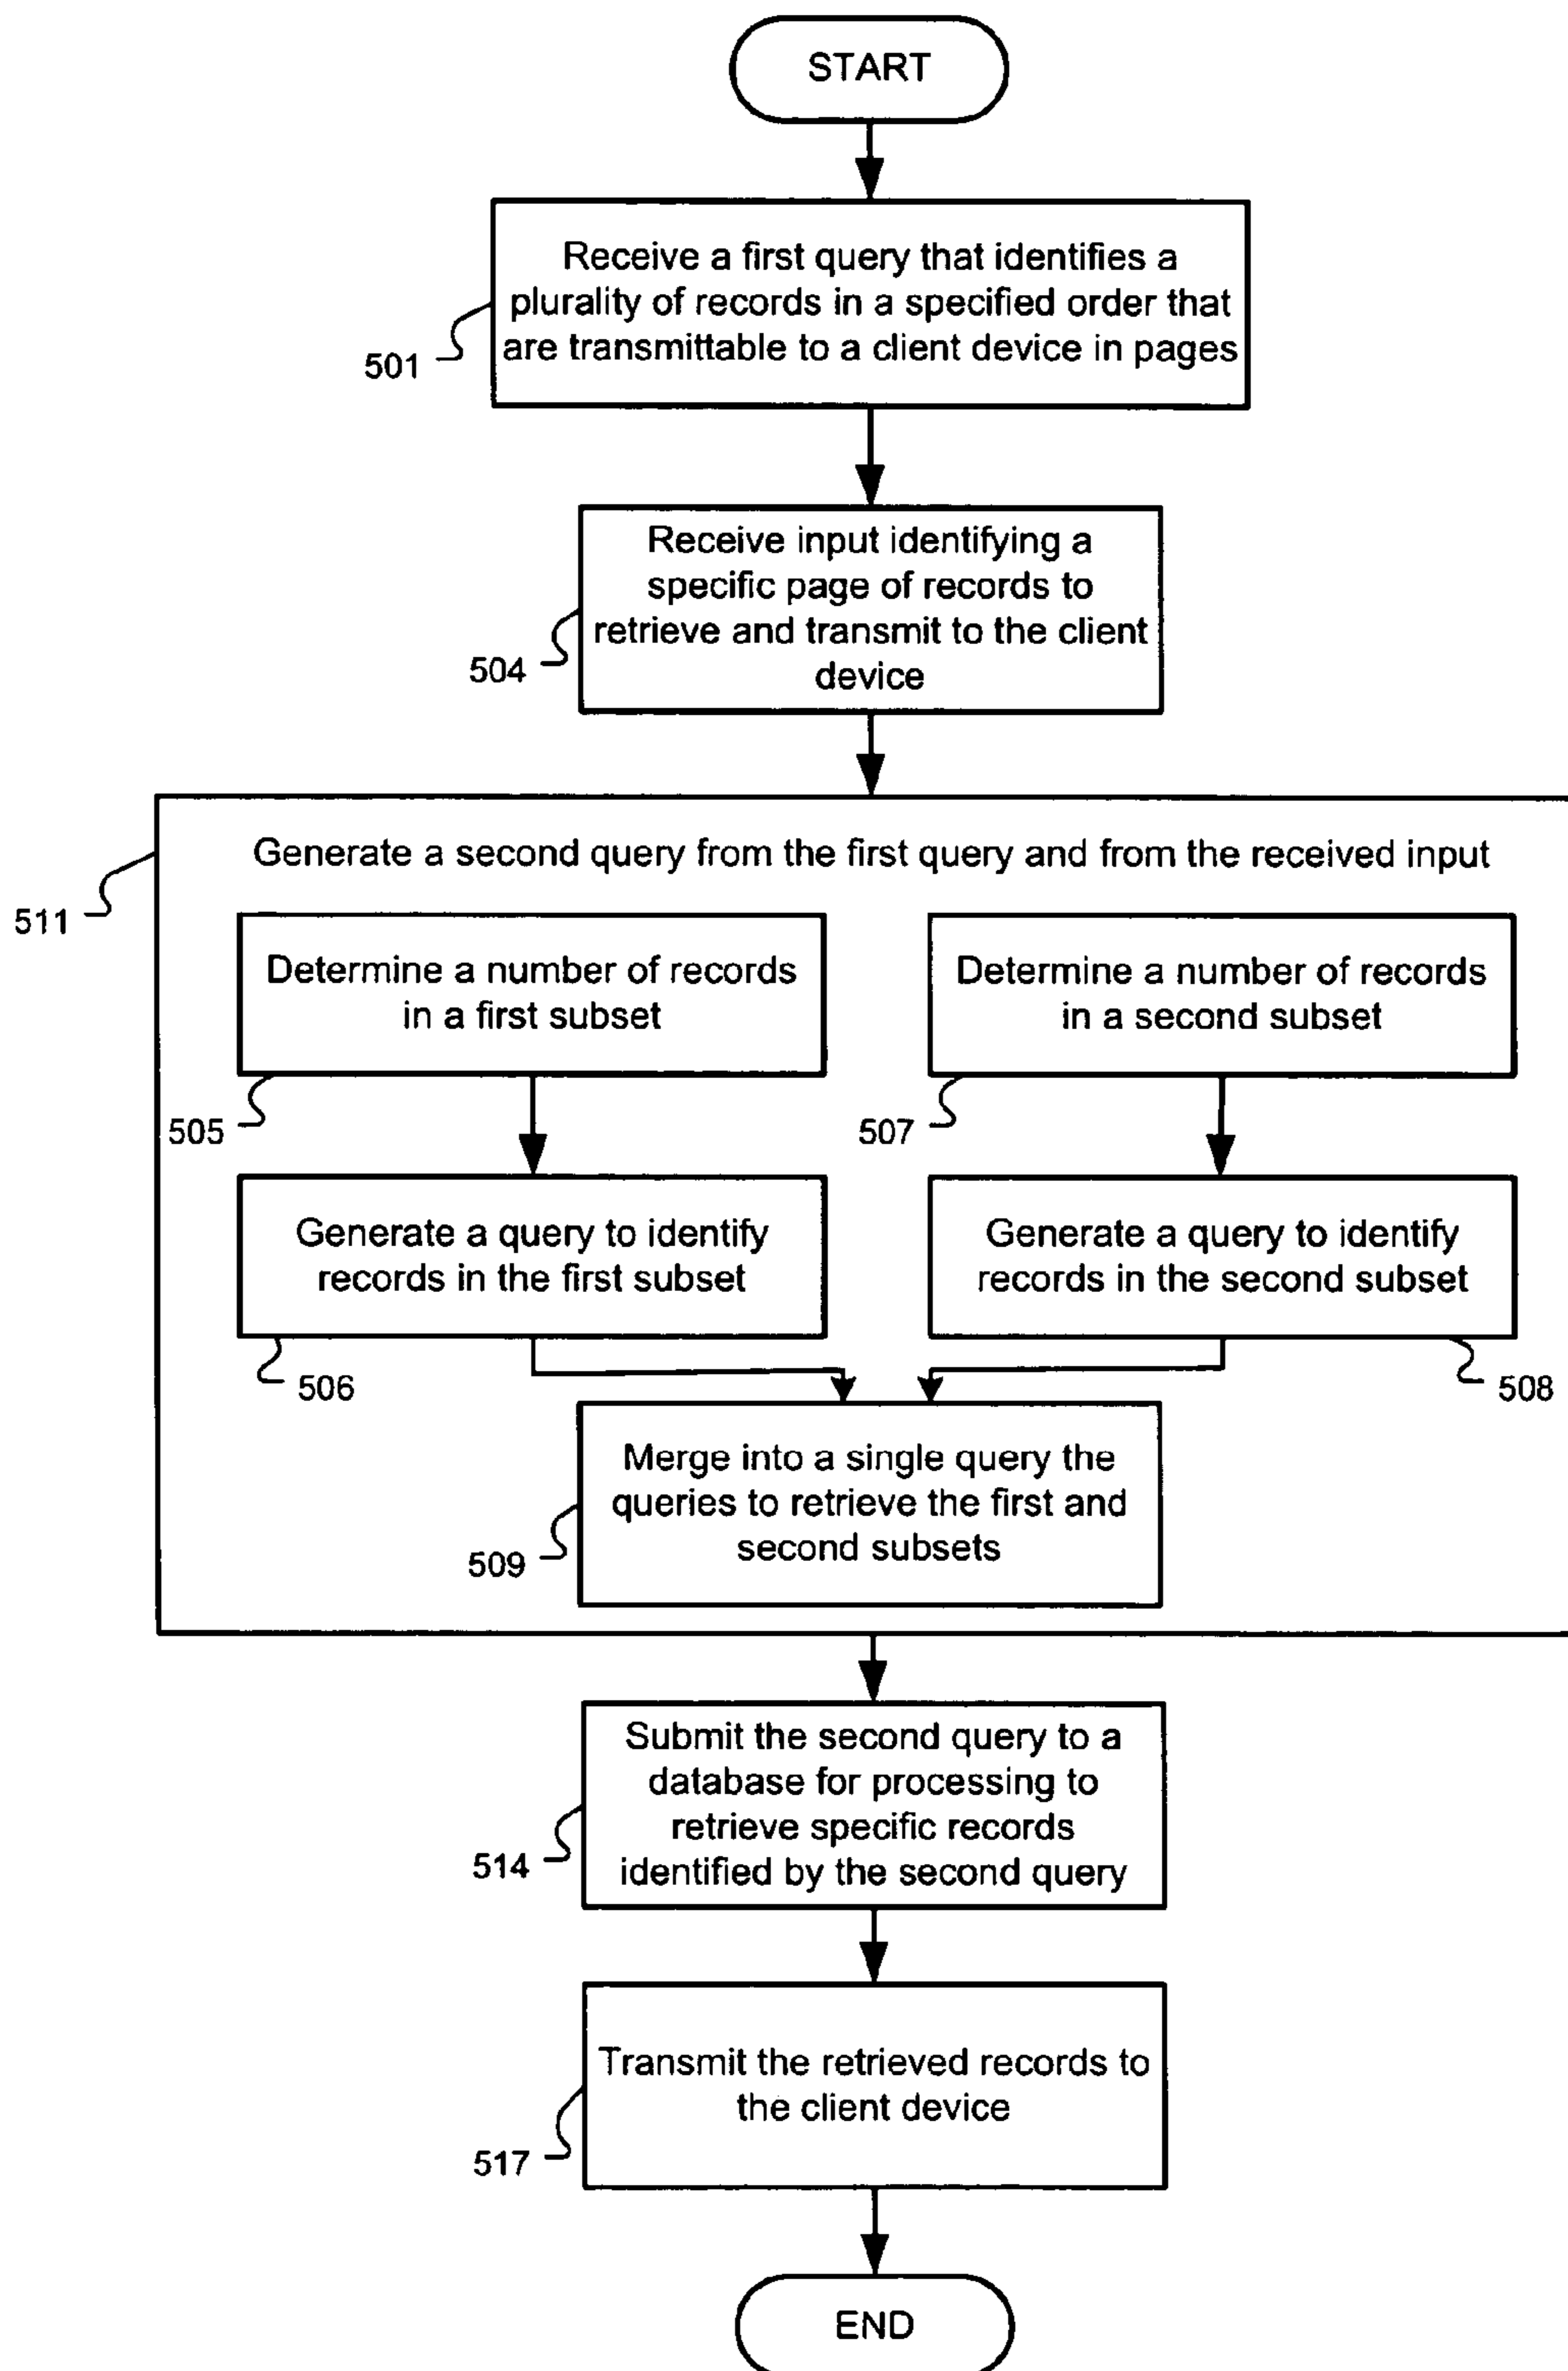 START
Receive a first query that identifies a
plurality of records in a specified order that
are transmittable to a client device in pages
501
Receive input identifying a
specific page of records to
retrieve and transmit to the client
device
504
Generate a second query from the first query and from the received input
511
Determine a number of records
in a first subset
505
Determine a number of records
in a second subset
507
Generate a query to identify
records in the first subset
506
Generate a query to identify
records in the second subset
508
Merge into a single query the
queries to retrieve the first and
second subsets
509
Submit the second query to a
database for processing to
retrieve specific records
identified by the second query
514
Transmit the retrieved records to
the client device
517
END